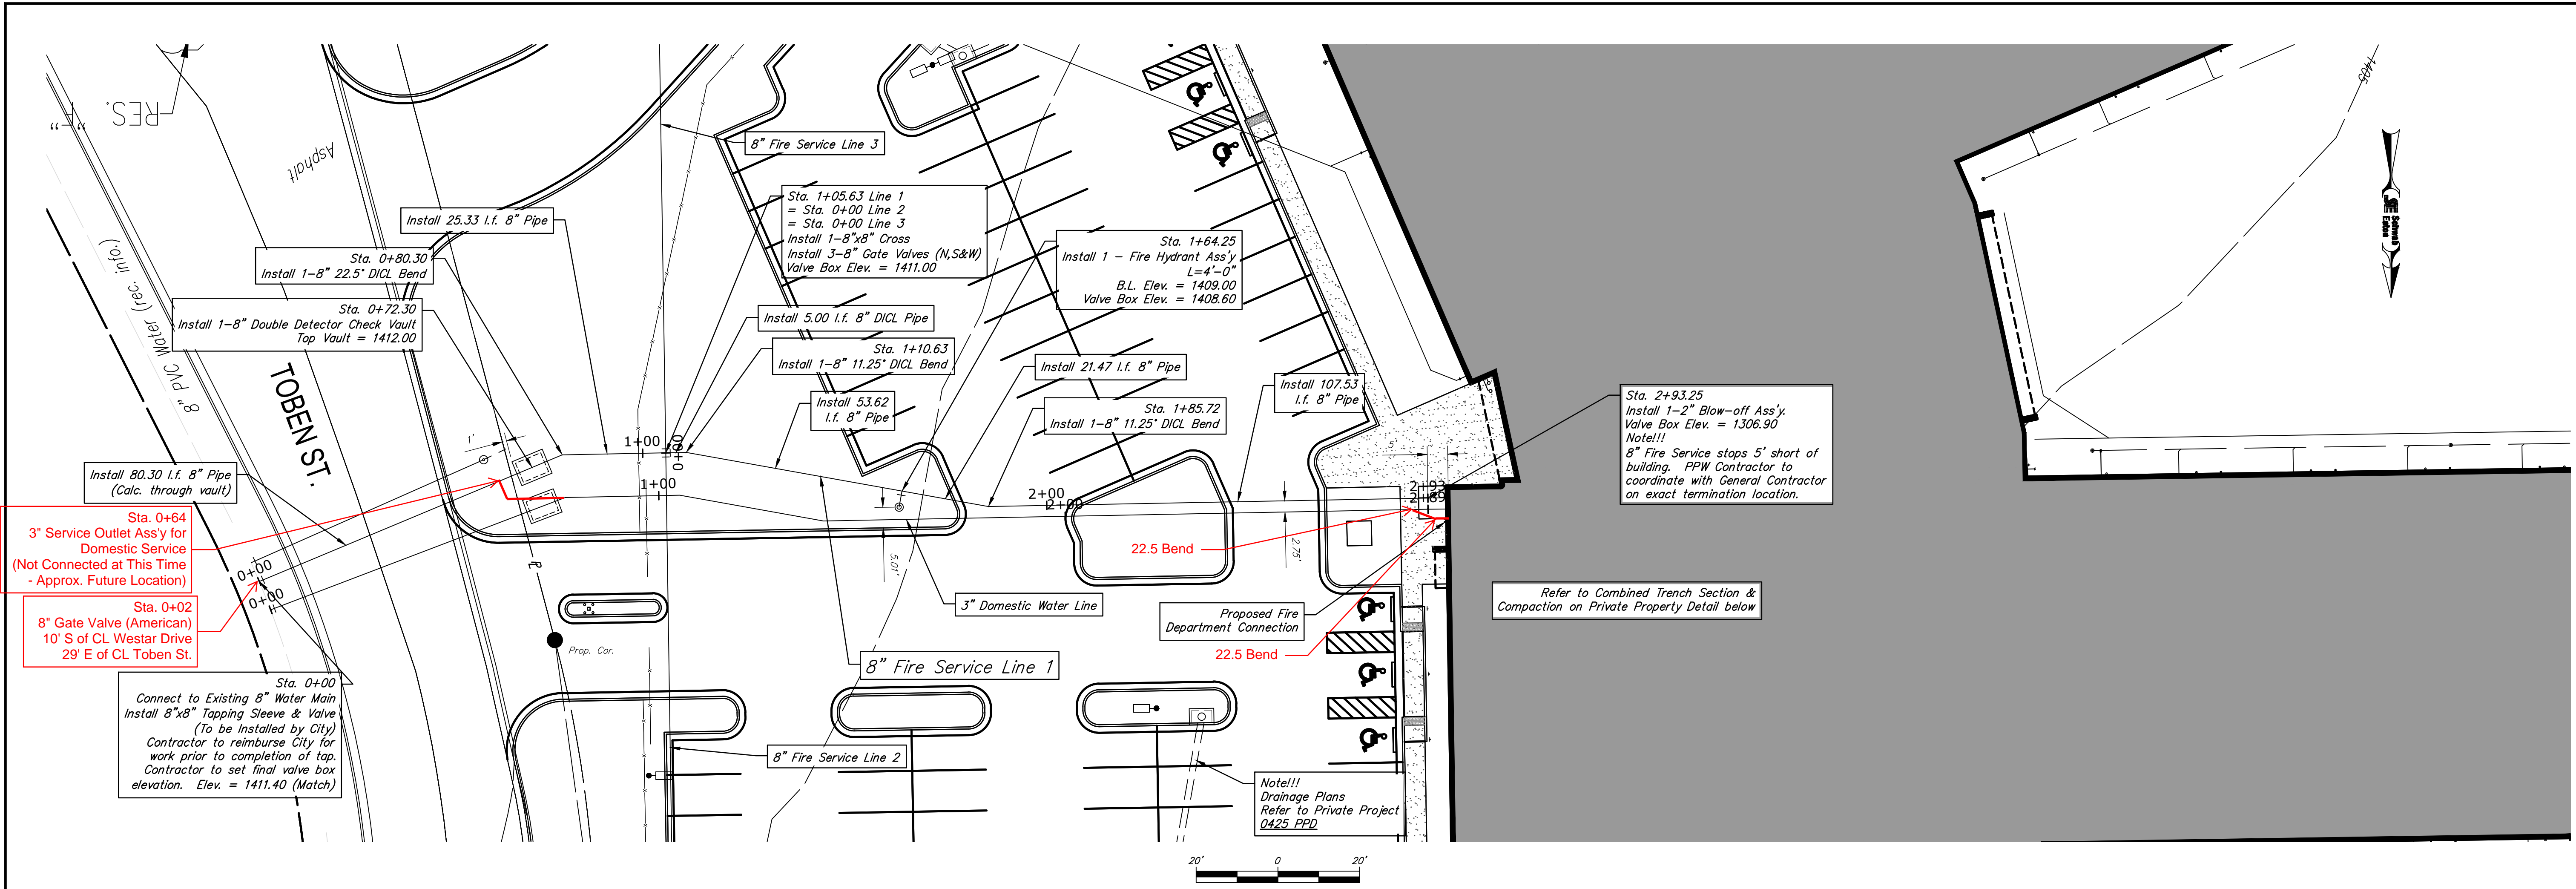 "F" RES.
Asphalt
8" PVC Water (rec. Info.)
TOBEN ST.
8" Fire Service Line 3
Install 25.33 l.f. 8" Pipe
Sta. 1+05.63 Line 1
= Sta. 0+00 Line 2
= Sta. 0+00 Line 3
Install 1-8"x8" Cross
Install 3-8" Gate Valves (N,S&W)
Valve Box Elev. = 1411.00
Sta. 0+80.30
Install 1-8" 22.5° DICL Bend
Sta. 1+64.25
Install 1 - Fire Hydrant Ass'y
L=4'-0"
B.L. Elev. = 1409.00
Valve Box Elev. = 1408.60
Sta. 0+72.30
Install 1-8" Double Detector Check Vault
Top Vault = 1412.00
Install 5.00 l.f. 8" DICL Pipe
Sta. 1+10.63
Install 1-8" 11.25° DICL Bend
Install 21.47 l.f. 8" Pipe
Install 53.62
l.f. 8" Pipe
Install 107.53
l.f. 8" Pipe
Sta. 1+85.72
Install 1-8" 11.25° DICL Bend
Sta. 2+93.25
Install 1-2" Blow-off Ass'y.
Valve Box Elev. = 1306.90
Note!!!
8" Fire Service stops 5' short of
building. PPW Contractor to
coordinate with General Contractor
on exact termination location.
1405
Schwab
Eaton
1'
1+00
0+00
1+00
2+00
2+00
5'
2+93
2+89
5.01'
2.75'
Install 80.30 l.f. 8" Pipe
(Calc. through vault)
Sta. 0+64
3" Service Outlet Ass'y for
Domestic Service
(Not Connected at This Time
- Approx. Future Location)
0+00
0+00
Sta. 0+02
8" Gate Valve (American)
10' S of CL Westar Drive
29' E of CL Toben St.
Sta. 0+00
Connect to Existing 8" Water Main
Install 8"x8" Tapping Sleeve & Valve
(To be Installed by City)
Contractor to reimburse City for
work prior to completion of tap.
Contractor to set final valve box
elevation. Elev. = 1411.40 (Match)
PL
Prop. Cor.
22.5 Bend
3" Domestic Water Line
Proposed Fire
Department Connection
22.5 Bend
Refer to Combined Trench Section &
Compaction on Private Property Detail below
8" Fire Service Line 1
8" Fire Service Line 2
Note!!!
Drainage Plans
Refer to Private Project
0425 PPD
20' 0 20'